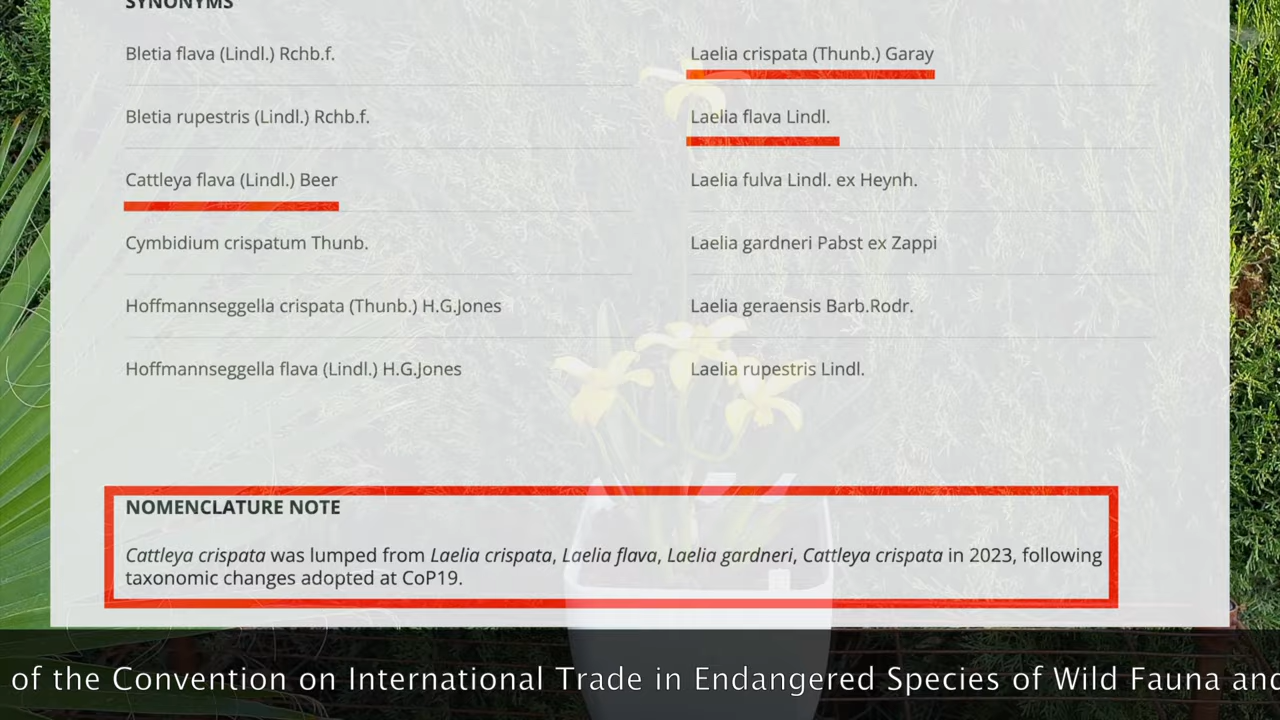 SYNONYMS
Bletia flava (Lindl.) Rchb.f.
Laelia crispata (Thunb.) Garay
Bletia rupestris (Lindl.) Rchb.f.
Laelia flava Lindl.
Cattleya flava (Lindl.) Beer
Laelia fulva Lindl. ex Heynh.
Cymbidium crispatum Thunb.
Laelia gardneri Pabst ex Zappi
Hoffmannseggella crispata (Thunb.) H.G.Jones
Laelia geraensis Barb.Rodr.
Hoffmannseggella flava (Lindl.) H.G.Jones
Laelia rupestris Lindl.
NOMENCLATURE NOTE
Cattleya crispata was lumped from Laelia crispata, Laelia flava, Laelia gardneri, Cattleya crispata in 2023, following
taxonomic changes adopted at CoP19.
of the Convention on International Trade in Endangered Species of Wild Fauna and